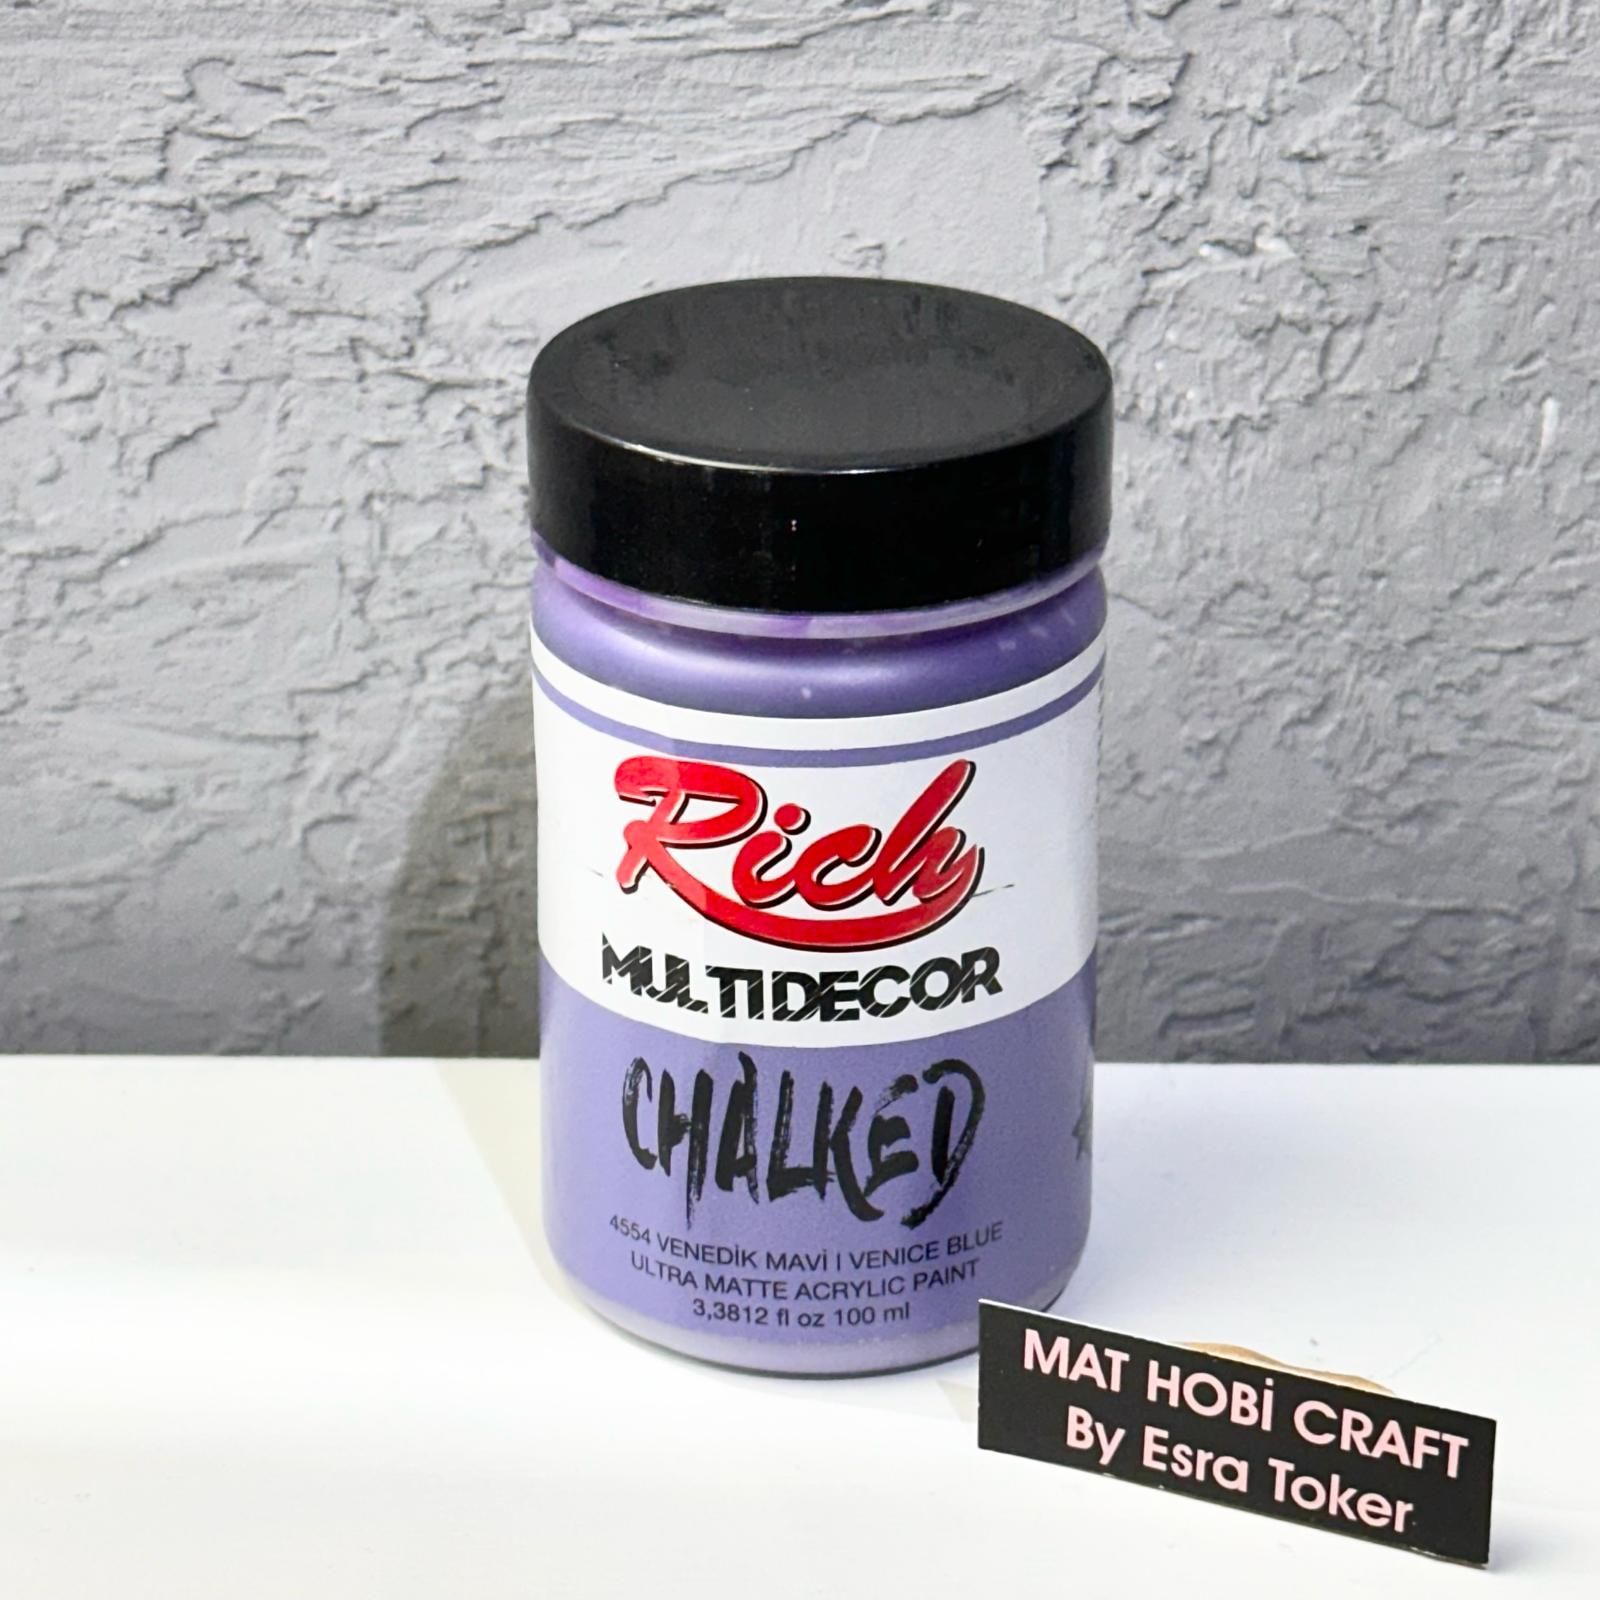 Rich
MULTIDECOR
CHALKED
4554 VENEDİK MAVİ | VENICE BLUE
ULTRA MATTE ACRYLIC PAINT
3,3812 fl oz 100 ml
MAT HOBİ CRAFT
By Esra Toker